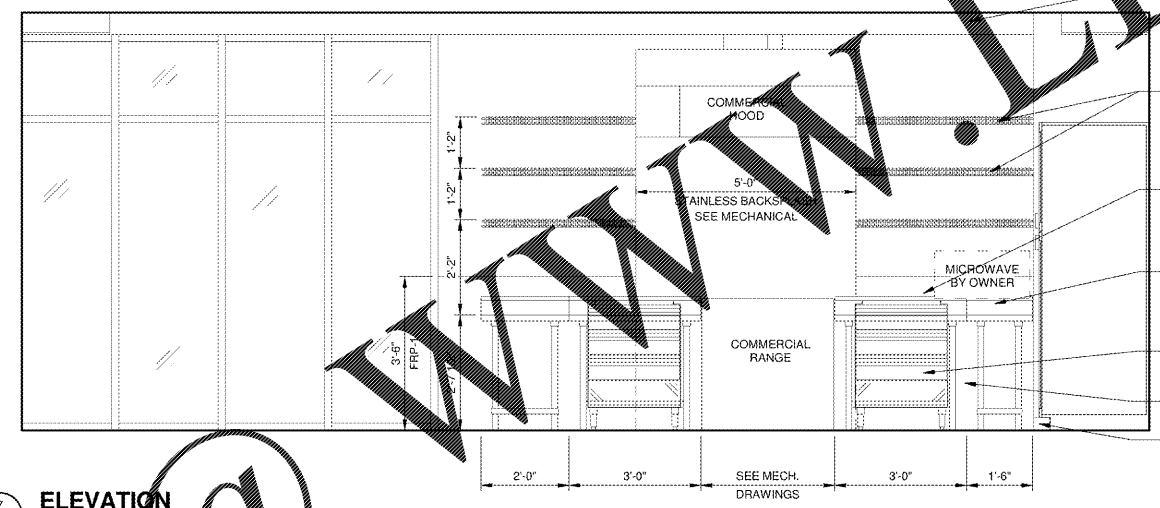 COMMERCIAL
HOOD
1'-2"
1'-2"
5'-0"
STAINLESS BACKSPLASH
SEE MECHANICAL
2'-2"
MICROWAVE
BY OWNER
3'-6"
FRP-1
COMMERCIAL
RANGE
2'-0"
3'-0"
SEE MECH.
DRAWINGS
3'-0"
1'-6"
ELEVATION
WWW.